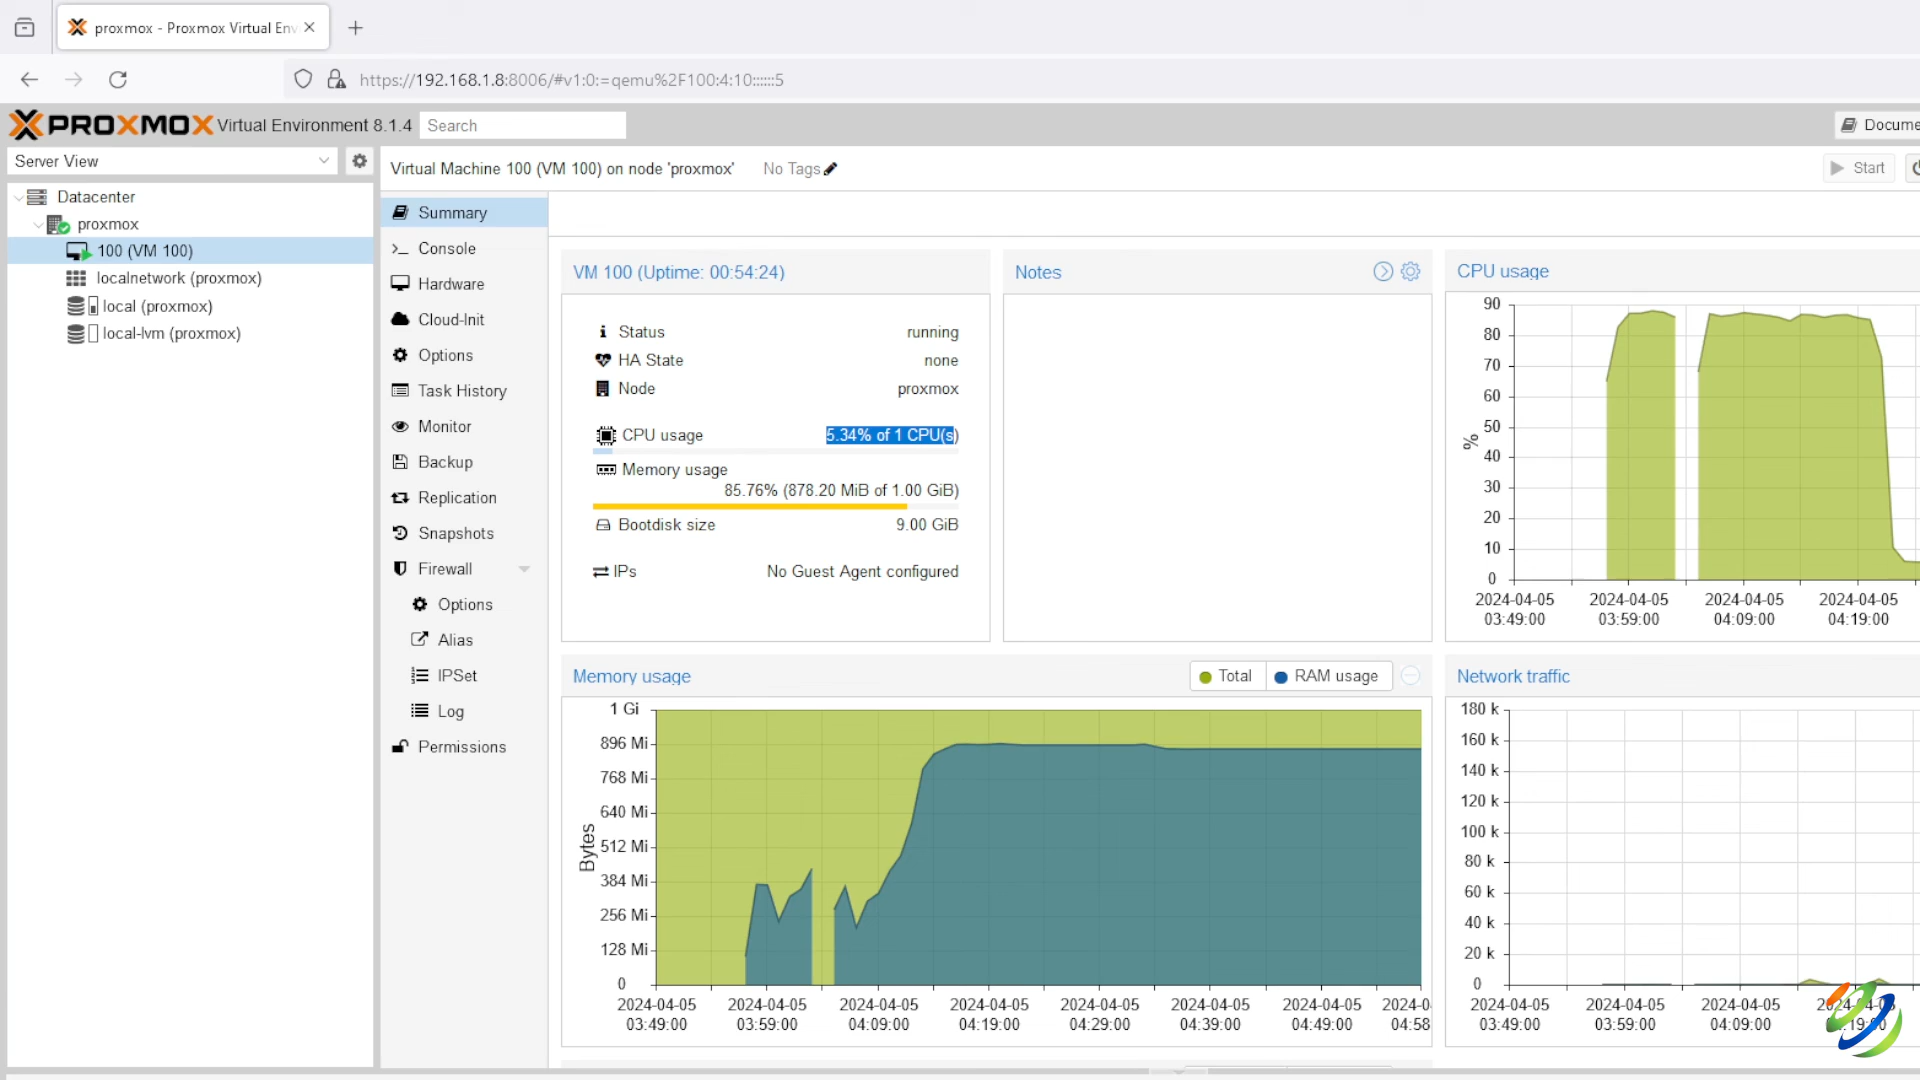 proxmox - Proxmox Virtual Env
https://192.168.1.8:8006/#v1:0:=qemu%2F100:4:10::::::5
PROXMOX Virtual Environment 8.1.4 Search
Docume
Server View
Virtual Machine 100 (VM 100) on node 'proxmox' No Tags
Start
Datacenter
proxmox
100 (VM 100)
localnetwork (proxmox)
local (proxmox)
local-lvm (proxmox)
Summary
Console
Hardware
Cloud-Init
Options
Task History
Monitor
Backup
Replication
Snapshots
Firewall
Options
Alias
IPSet
Log
Permissions
VM 100 (Uptime: 00:54:24)
Status running
HA State none
Node proxmox
CPU usage 5.34% of 1 CPU(s)
Memory usage
85.76% (878.20 MiB of 1.00 GiB)
Bootdisk size 9.00 GiB
IPs No Guest Agent configured
Notes
CPU usage
90
80
70
60
50
40
30
20
10
0
%
2024-04-05 2024-04-05 2024-04-05 2024-04-05
03:49:00 03:59:00 04:09:00 04:19:00
Memory usage
Total RAM usage
1 Gi
896 Mi
768 Mi
640 Mi
512 Mi
384 Mi
256 Mi
128 Mi
0
Bytes
2024-04-05 2024-04-05 2024-04-05 2024-04-05 2024-04-05 2024-04-05 2024-04-05 2024-0
03:49:00 03:59:00 04:09:00 04:19:00 04:29:00 04:39:00 04:49:00 04:58
Network traffic
180 k
160 k
140 k
120 k
100 k
80 k
60 k
40 k
20 k
0
2024-04-05 2024-04-05 2024-04-05 2024-04-05
03:49:00 03:59:00 04:09:00 04:19:00